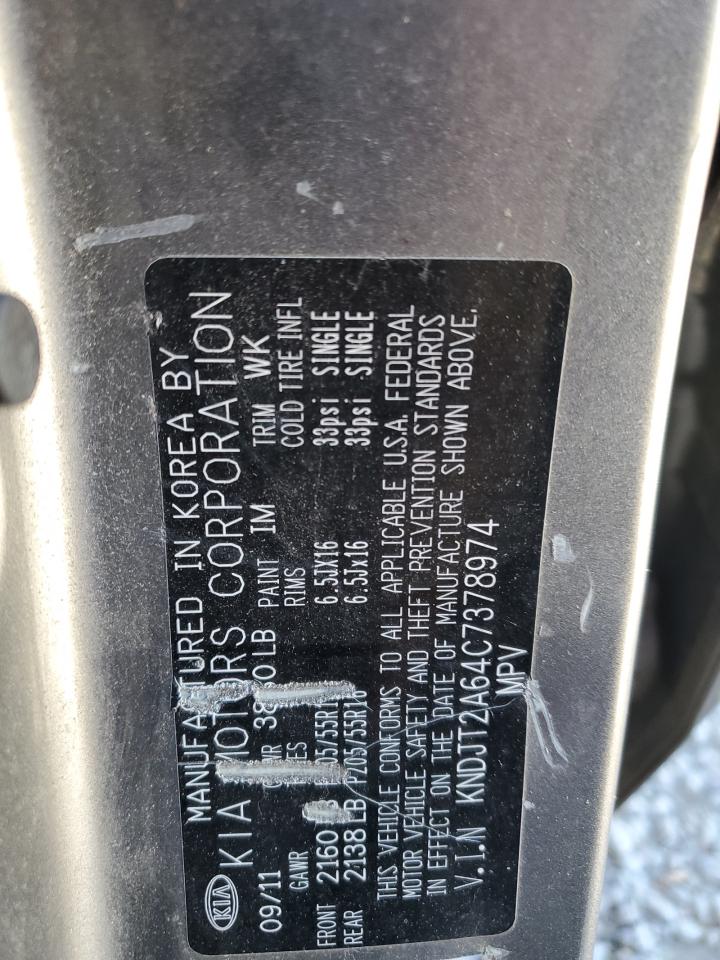 MANUFACTURED IN KOREA BY
KIA KIA MOTORS CORPORATION
09/11 LB PAINT IM TRIM WK
GAWR RIMS COLD TIRE INFL
FRONT 2160 6.5JX16 33psi SINGLE
REAR 2138 LB P205/55R16 6.5Jx16 33psi SINGLE
THIS VEHICLE CONFORMS TO ALL APPLICABLE U.S.A. FEDERAL
MOTOR VEHICLE SAFETY AND THEFT PREVENTION STANDARDS
IN EFFECT ON THE DATE OF MANUFACTURE SHOWN ABOVE.
V.I.N KNDJT2A64C7378974
MPV